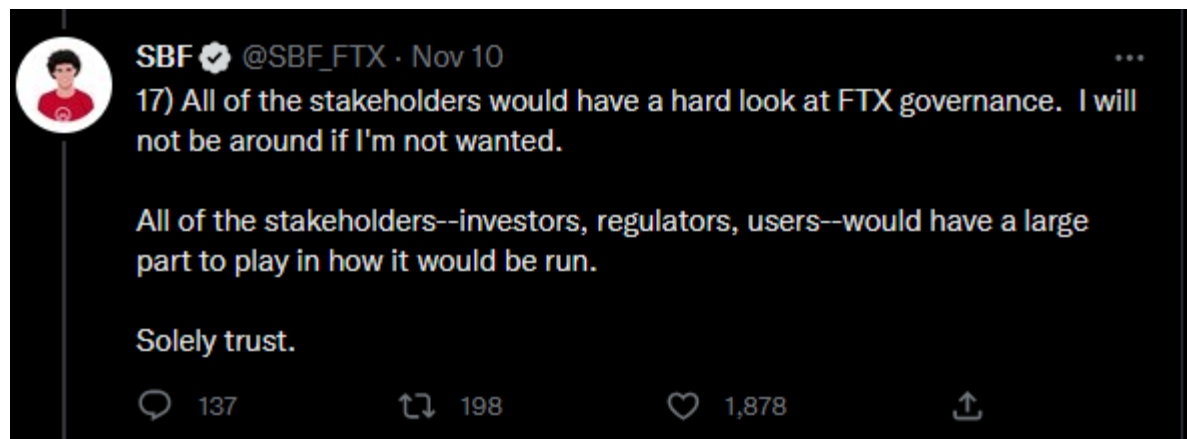 SBF @SBF_FTX · Nov 10
17) All of the stakeholders would have a hard look at FTX governance.  I will
not be around if I'm not wanted.
All of the stakeholders--investors, regulators, users--would have a large
part to play in how it would be run.
Solely trust.
137 198 1,878